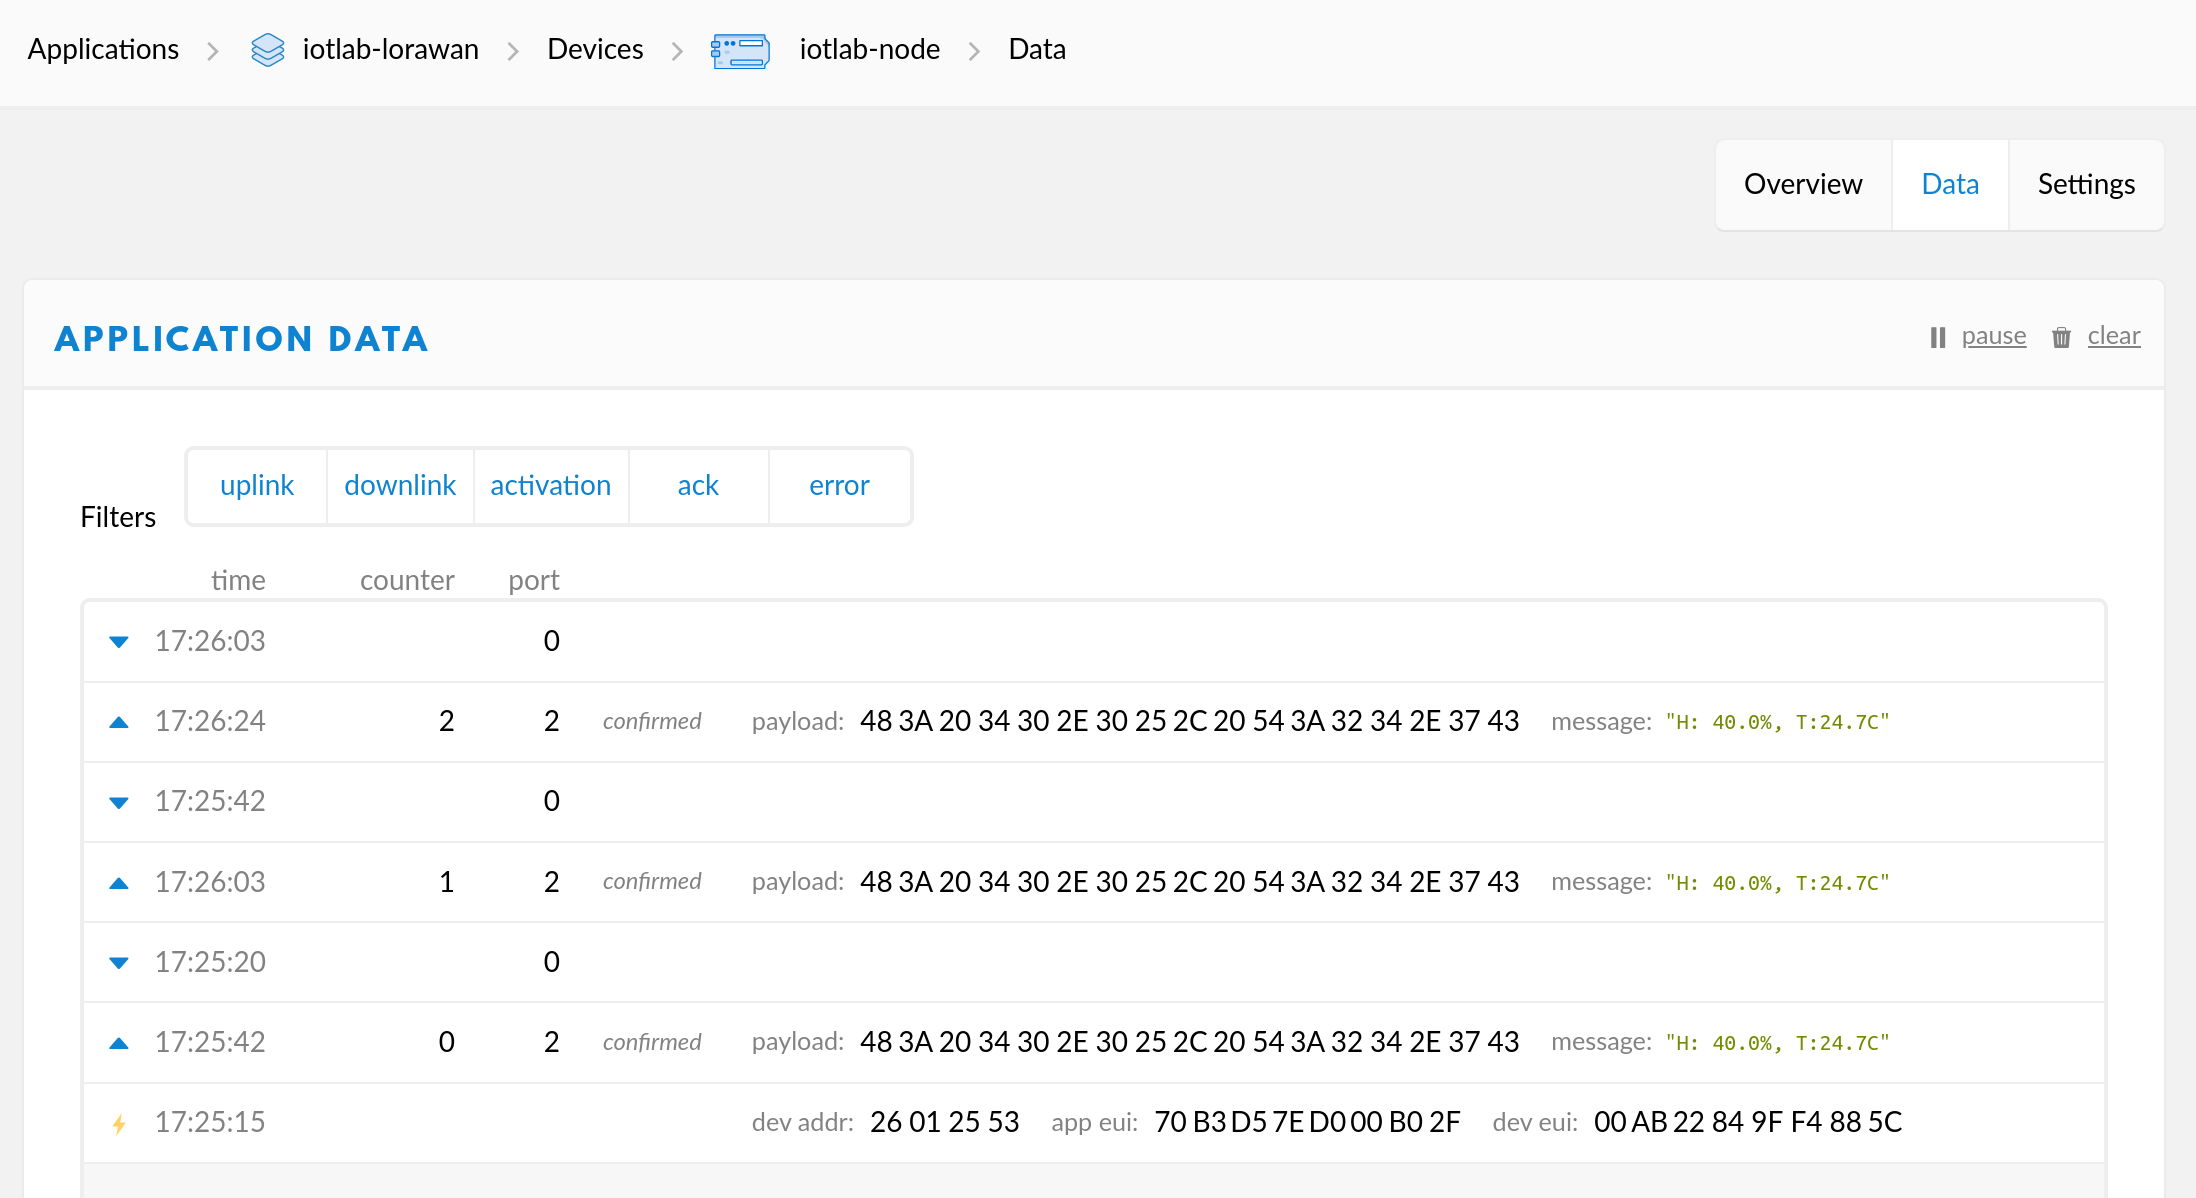 Applications iotlab-lorawan Devices iotlab-node Data
Overview Data Settings
APPLICATION DATA pause clear
Filters uplink downlink activation ack error
time counter port
17:26:03 0
17:26:24 2 2 confirmed payload: 48 3A 20 34 30 2E 30 25 2C 20 54 3A 32 34 2E 37 43 message: "H: 40.0%, T:24.7C"
17:25:42 0
17:26:03 1 2 confirmed payload: 48 3A 20 34 30 2E 30 25 2C 20 54 3A 32 34 2E 37 43 message: "H: 40.0%, T:24.7C"
17:25:20 0
17:25:42 0 2 confirmed payload: 48 3A 20 34 30 2E 30 25 2C 20 54 3A 32 34 2E 37 43 message: "H: 40.0%, T:24.7C"
17:25:15 dev addr: 26 01 25 53 app eui: 70 B3 D5 7E D0 00 B0 2F dev eui: 00 AB 22 84 9F F4 88 5C